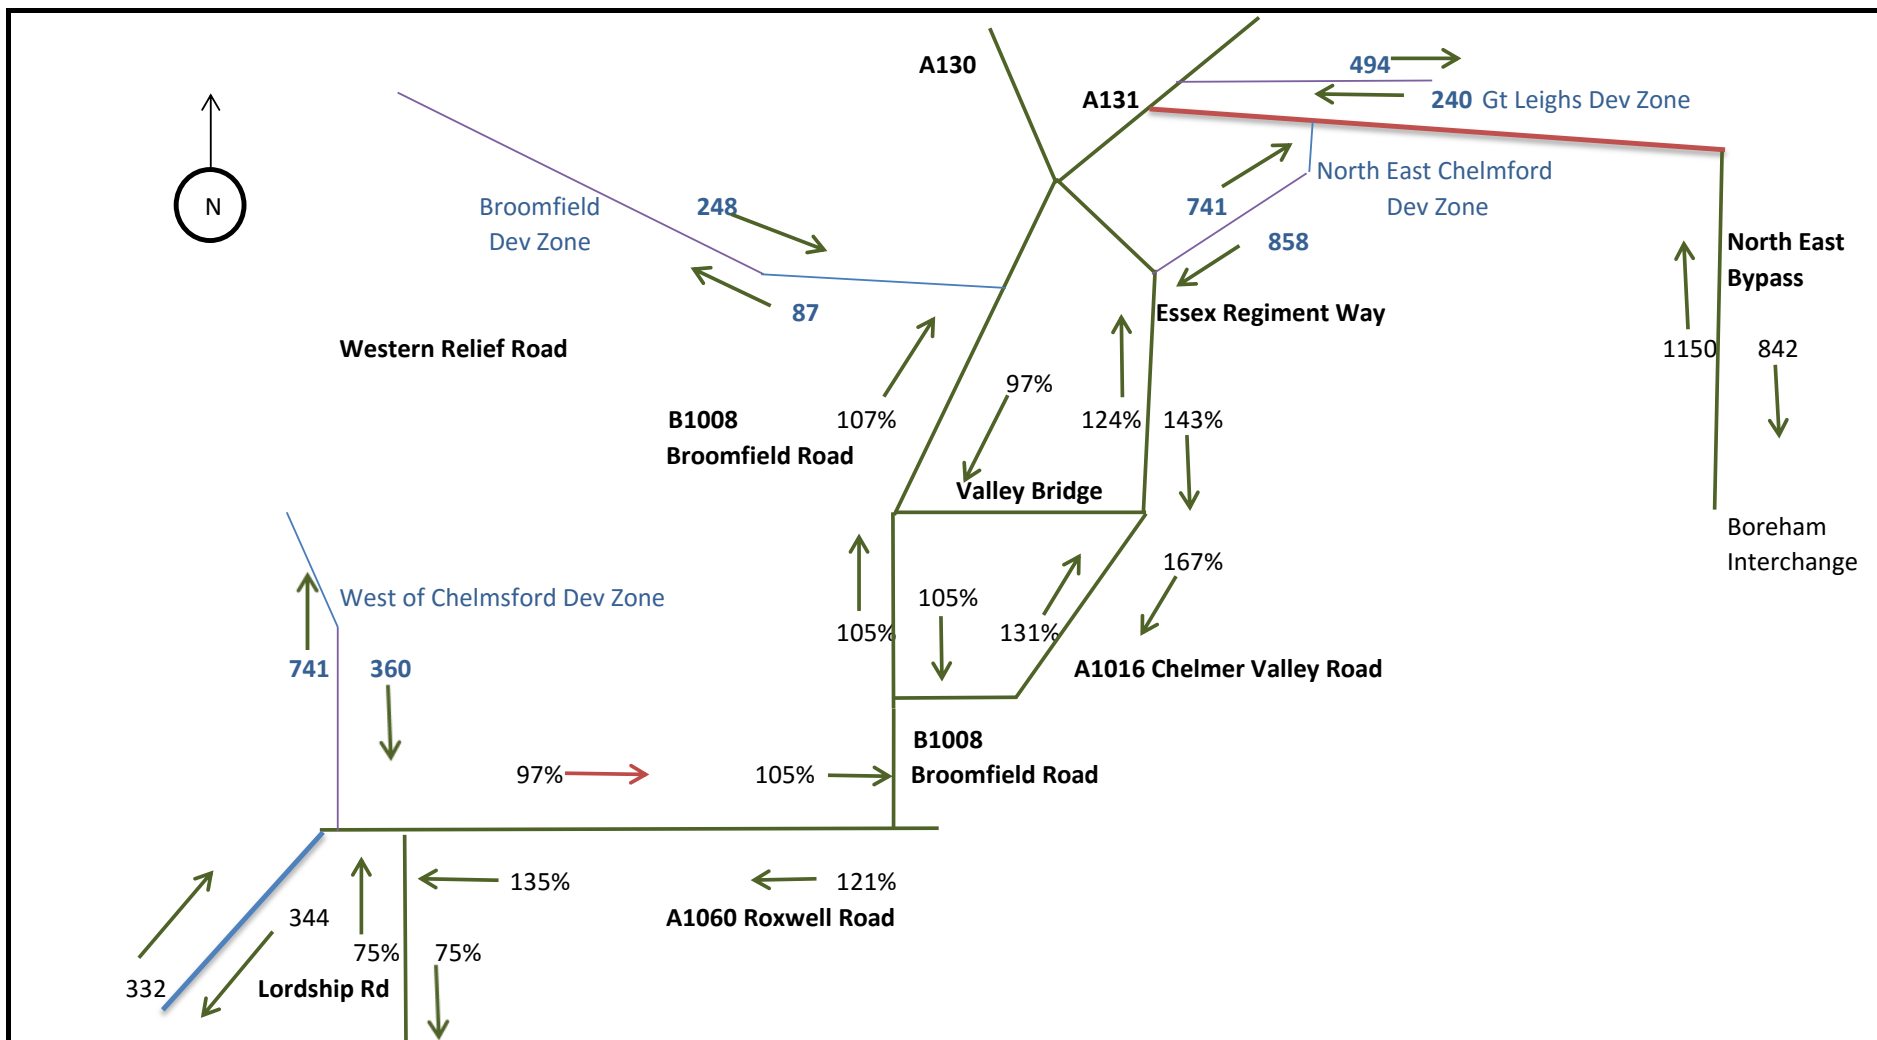 A130
494
A131
240 Gt Leighs Dev Zone
North East Chelmford
Dev Zone
N
Broomfield
Dev Zone
248
741
858
North East
Bypass
87
Essex Regiment Way
Western Relief Road
1150
842
97%
B1008
Broomfield Road
107%
124%
143%
Valley Bridge
Boreham
Interchange
167%
West of Chelmsford Dev Zone
105%
105%
131%
741
360
A1016 Chelmer Valley Road
B1008
Broomfield Road
97%
105%
135%
121%
344
A1060 Roxwell Road
75%
75%
332
Lordship Rd